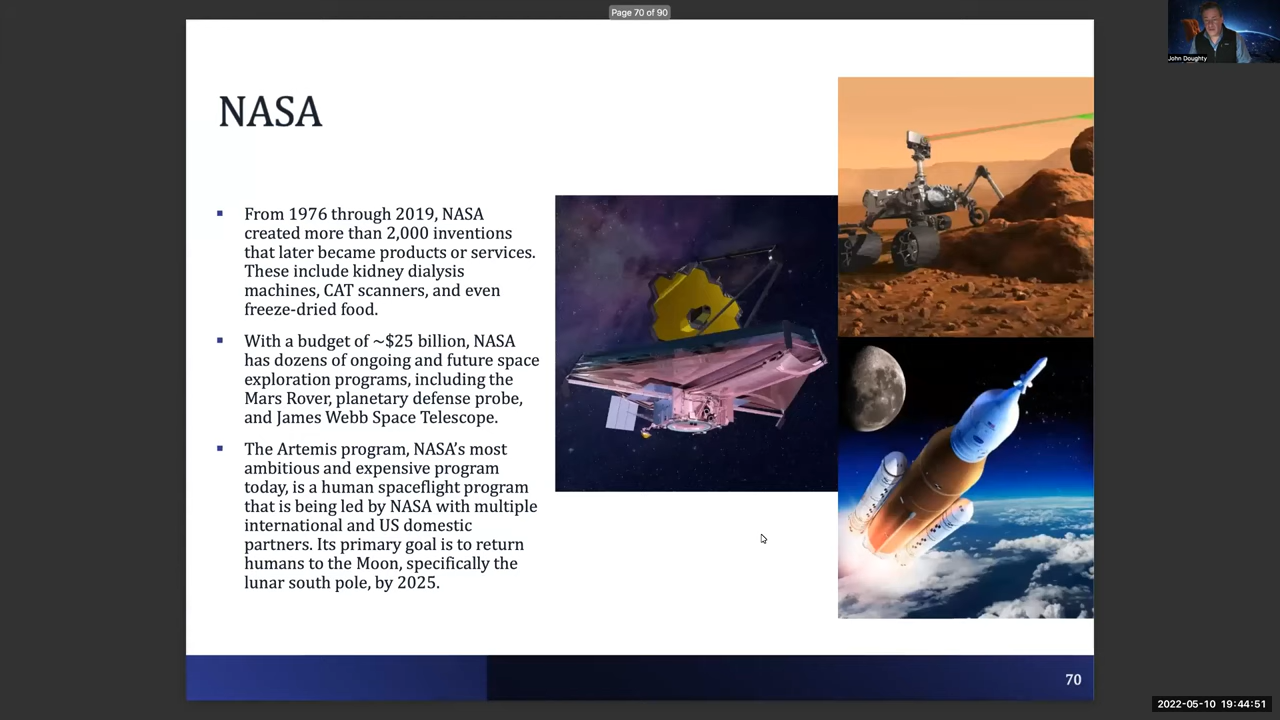 Page 70 of 90
John Doughty
NASA
▪ From 1976 through 2019, NASA
created more than 2,000 inventions
that later became products or services.
These include kidney dialysis
machines, CAT scanners, and even
freeze-dried food.
▪ With a budget of ~$25 billion, NASA
has dozens of ongoing and future space
exploration programs, including the
Mars Rover, planetary defense probe,
and James Webb Space Telescope.
▪ The Artemis program, NASA’s most
ambitious and expensive program
today, is a human spaceflight program
that is being led by NASA with multiple
international and US domestic
partners. Its primary goal is to return
humans to the Moon, specifically the
lunar south pole, by 2025.
70
2022-05-10 19:44:51